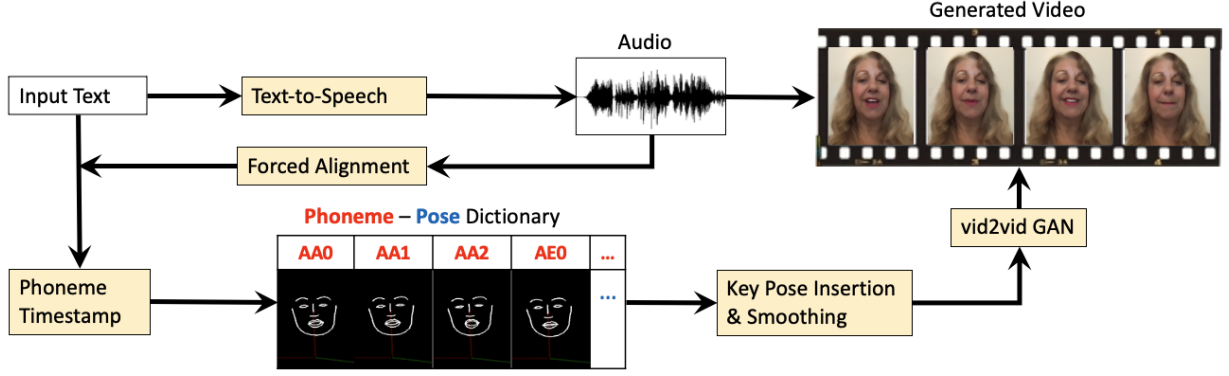 Generated Video
Audio
Input Text
Text-to-Speech
Forced Alignment
Phoneme – Pose Dictionary
vid2vid GAN
AA0 AA1 AA2 AE0 ...
...
Phoneme
Timestamp
Key Pose Insertion
& Smoothing